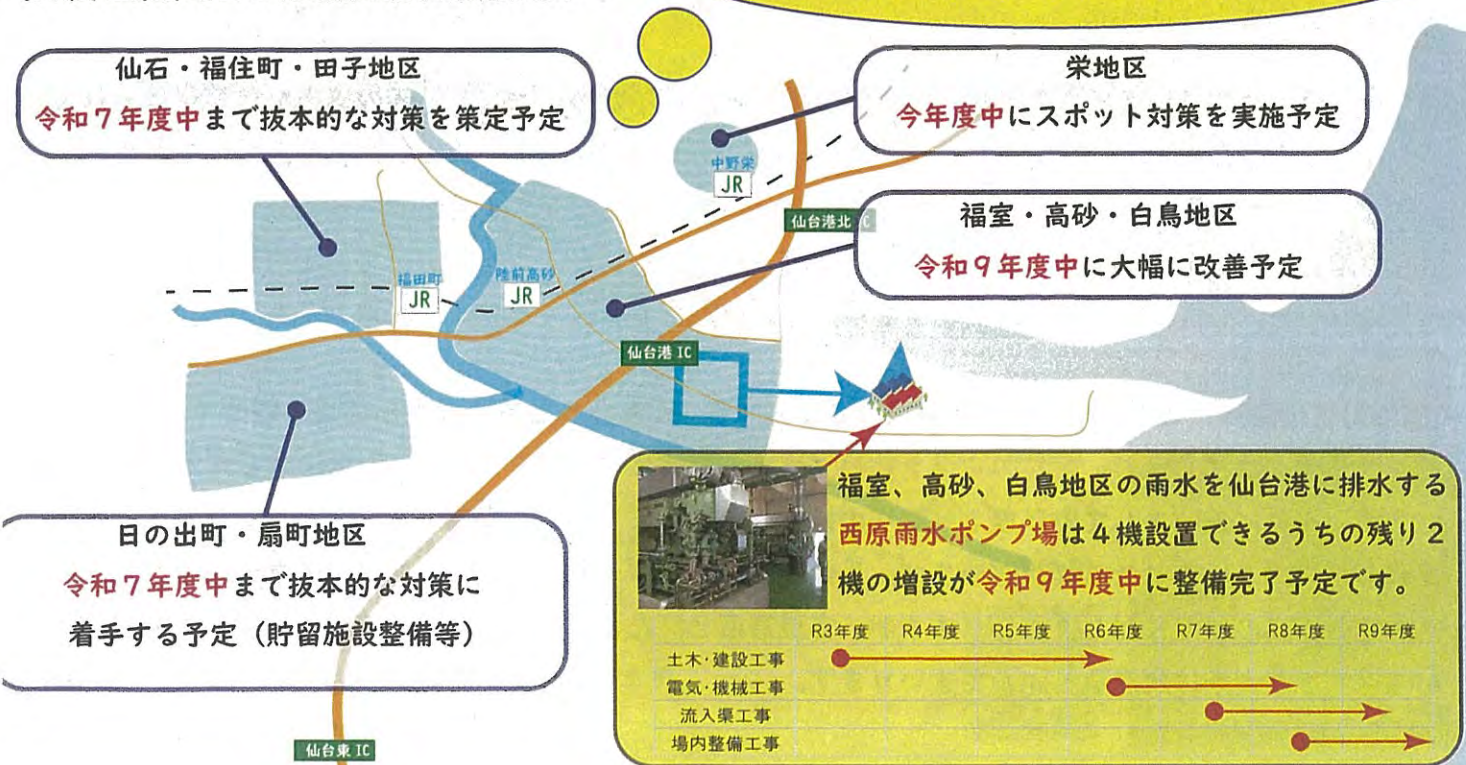 仙石・福住町・田子地区
令和7年度中まで抜本的な対策を策定予定
栄地区
今年度中にスポット対策を実施予定
中野栄
JR
仙台港北IC
福室・高砂・白鳥地区
令和9年度中に大幅に改善予定
福田町
JR
陸前高砂
JR
仙台港IC
日の出町・扇町地区
令和7年度中まで抜本的な対策に
着手する予定(貯留施設整備等)
仙台東IC
福室、高砂、白鳥地区の雨水を仙台港に排水する
西原雨水ポンプ場は4機設置できるうちの残り2
機の増設が令和9年度中に整備完了予定です。
R3年度 R4年度 R5年度 R6年度 R7年度 R8年度 R9年度
土木・建設工事
電気・機械工事
流入渠工事
場内整備工事